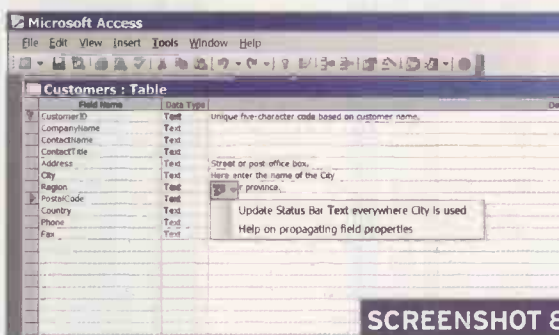 Microsoft Access
File Edit View Insert Tools Window Help
Customers : Table
Field Name Data Type De
CustomerID Text Unique five-character code based on customer name.
CompanyName Text
ContactName Text
ContactTitle Text
Address Text Street or post office box.
City Text Here enter the name of the City
Region Text r province.
PostalCode Text
Country Text
Phone Text
Fax Text
Update Status Bar Text everywhere City is used
Help on propagating field properties
SCREENSHOT 8